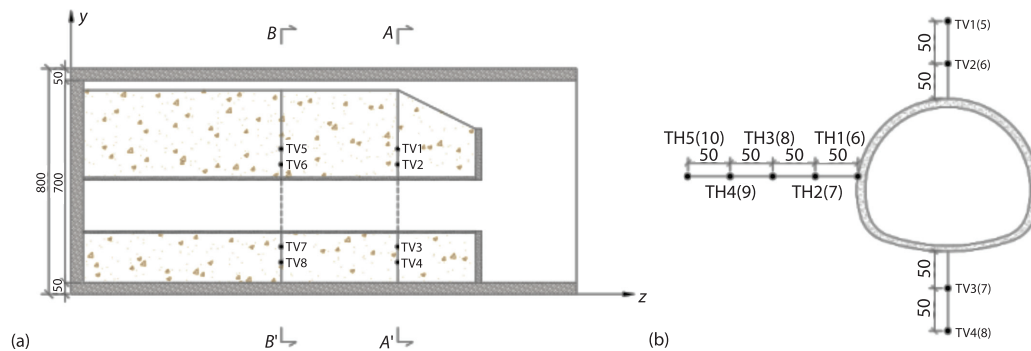 y
B
A
50
TV5
TV1
TV6
TV2
800
700
TV7
TV3
TV8
TV4
50
z
B'
A'
(a)
TV1(5)
50
TV2(6)
50
TH5(10)
TH3(8)
TH1(6)
50
50
50
50
TH4(9)
TH2(7)
50
TV3(7)
50
TV4(8)
(b)